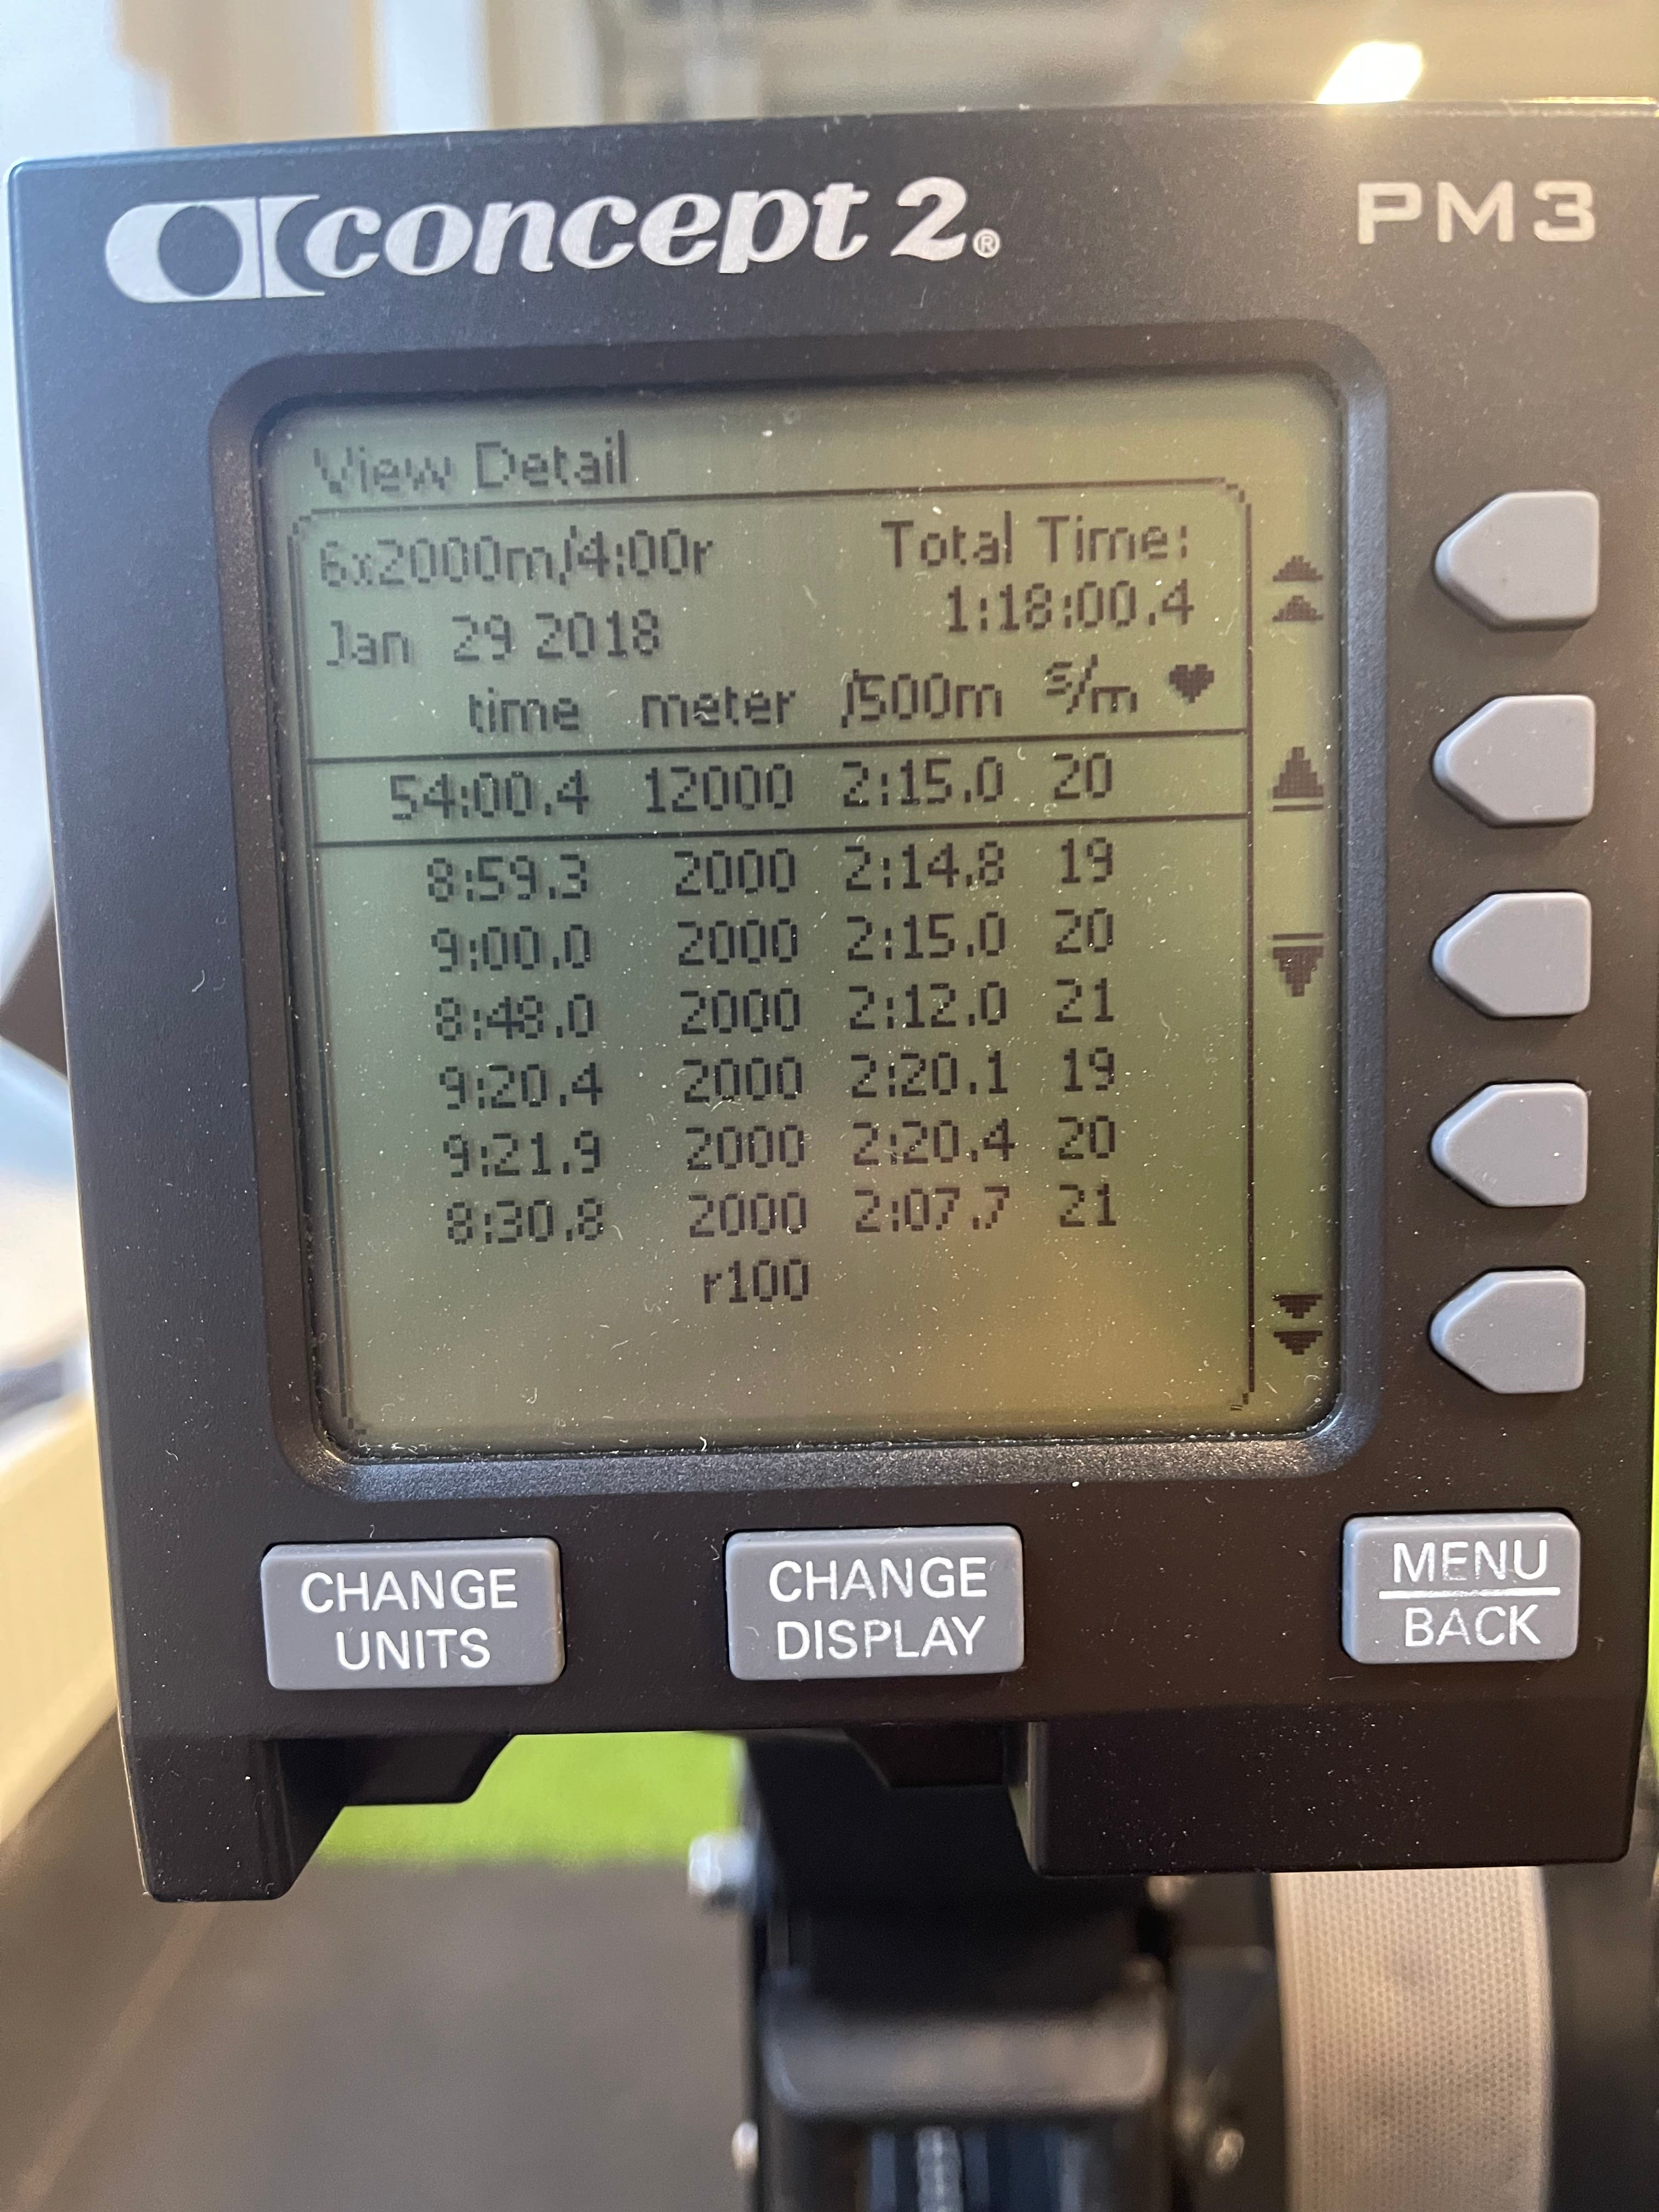 concept 2® PM3
View Detail
6x2000m/4:00r Total Time:
Jan 29 2018 1:18:00.4
time meter /500m s/m ♥
54:00.4 12000 2:15.0 20
8:59.3 2000 2:14.8 19
9:00.0 2000 2:15.0 20
8:48.0 2000 2:12.0 21
9:20.4 2000 2:20.1 19
9:21.9 2000 2:20.4 20
8:30.8 2000 2:07.7 21
r100
CHANGE
UNITS
CHANGE
DISPLAY
MENU
BACK